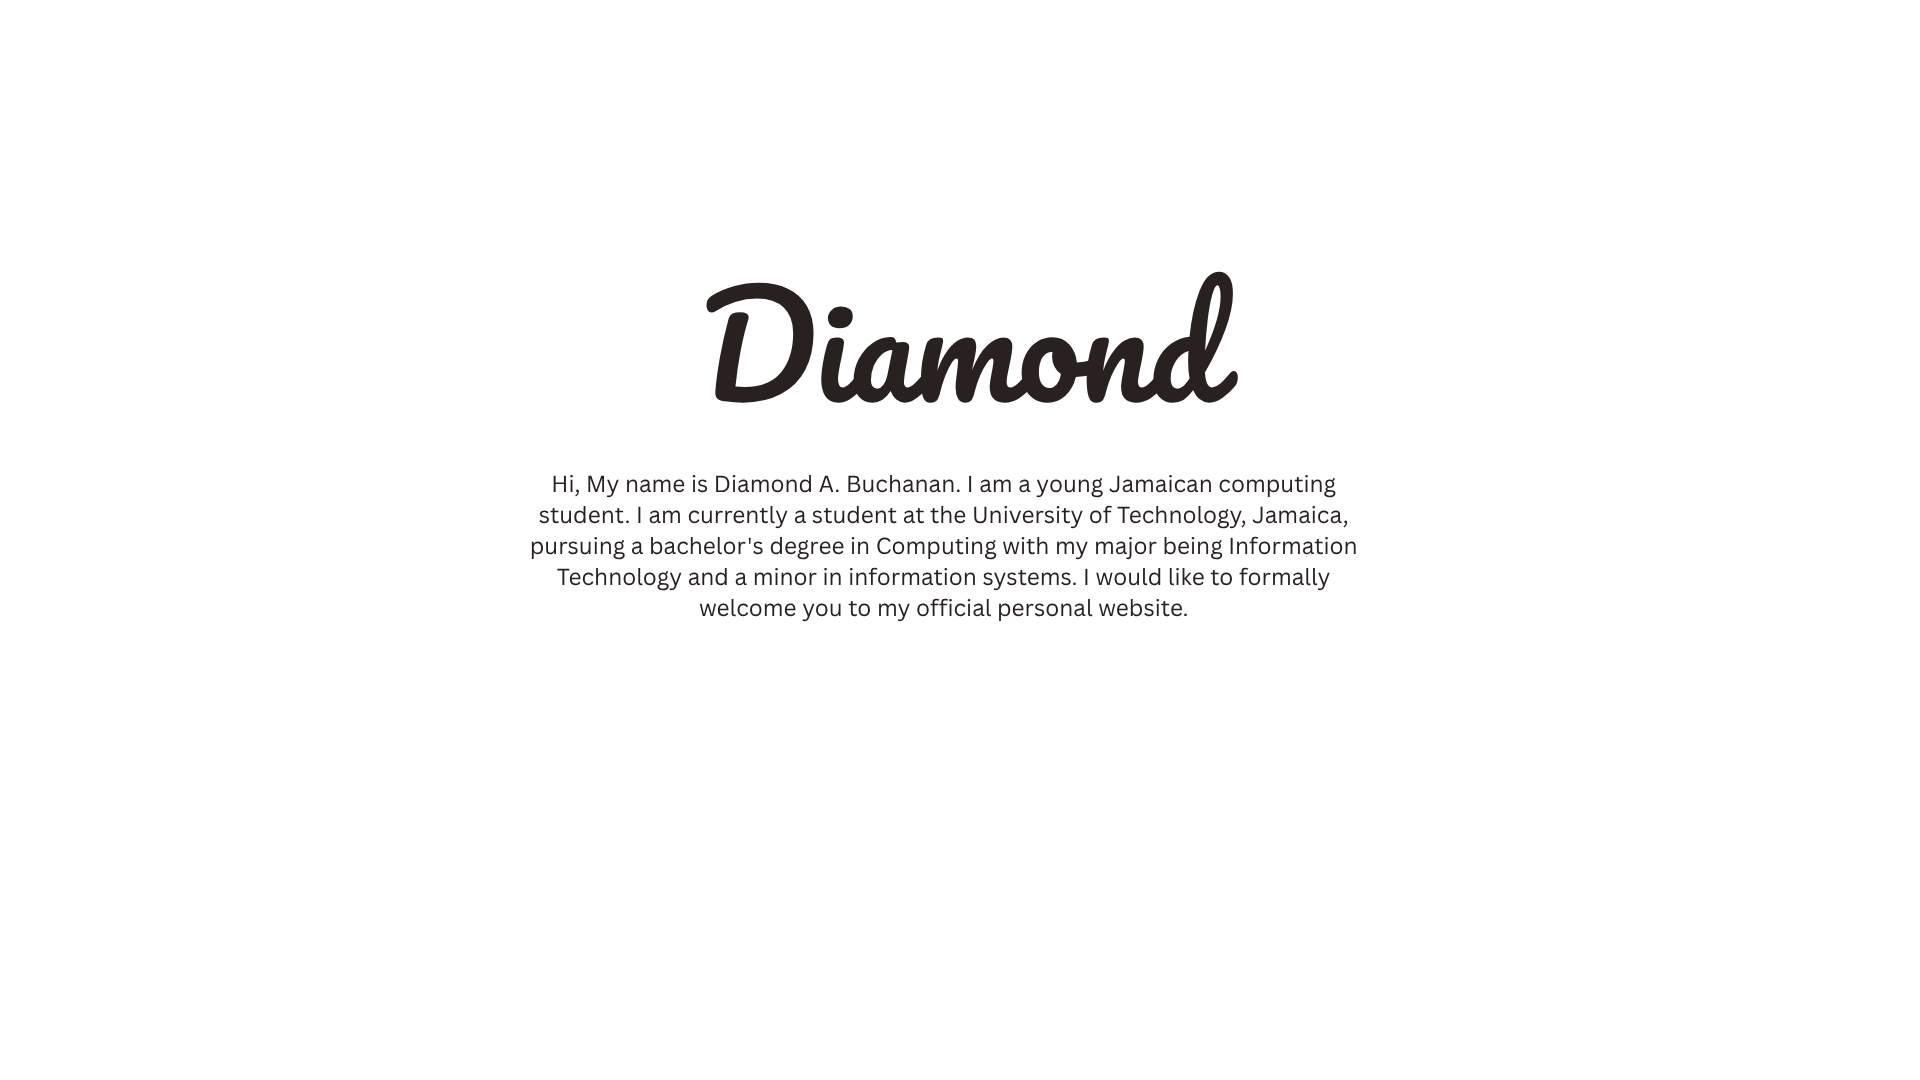 Diamond
Hi, My name is Diamond A. Buchanan. I am a young Jamaican computing
student. I am currently a student at the University of Technology, Jamaica,
pursuing a bachelor's degree in Computing with my major being Information
Technology and a minor in information systems. I would like to formally
welcome you to my official personal website.